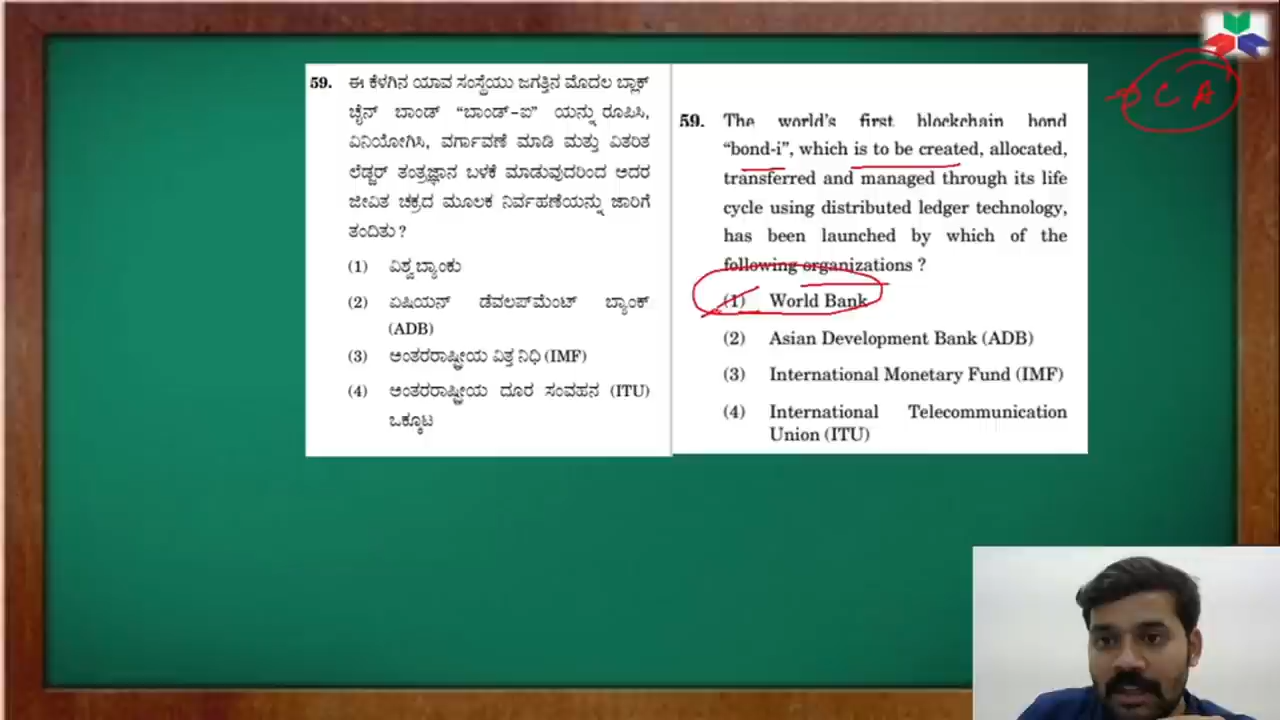 59. ಈ ಕೆಳಗಿನ ಯಾವ ಸಂಸ್ಥೆಯು ಜಗತ್ತಿನ ಮೊದಲ ಬ್ಲಾಕ್
ಚೈನ್ ಬಾಂಡ್ “ಬಾಂಡ್-ಐ” ಯನ್ನು ರೂಪಿಸಿ,
ವಿನಿಯೋಗಿಸಿ, ವರ್ಗಾವಣೆ ಮಾಡಿ ಮತ್ತು ವಿತರಿತ
ಲೆಡ್ಜರ್ ತಂತ್ರಜ್ಞಾನ ಬಳಕೆ ಮಾಡುವುದರಿಂದ ಅದರ
ಜೀವಿತ ಚಕ್ರದ ಮೂಲಕ ನಿರ್ವಹಣೆಯನ್ನು ಜಾರಿಗೆ
ತಂದಿತು ?
(1) ವಿಶ್ವ ಬ್ಯಾಂಕು
(2) ಏಷಿಯನ್ ಡೆವಲಪ್‌ಮೆಂಟ್ ಬ್ಯಾಂಕ್
(ADB)
(3) ಅಂತರರಾಷ್ಟ್ರೀಯ ವಿತ್ತ ನಿಧಿ (IMF)
(4) ಅಂತರರಾಷ್ಟ್ರೀಯ ದೂರ ಸಂವಹನ (ITU)
ಒಕ್ಕೂಟ
59. The world's first blockchain bond
“bond-i”, which is to be created, allocated,
transferred and managed through its life
cycle using distributed ledger technology,
has been launched by which of the
following organizations ?
(1) World Bank
(2) Asian Development Bank (ADB)
(3) International Monetary Fund (IMF)
(4) International Telecommunication
Union (ITU)
CA